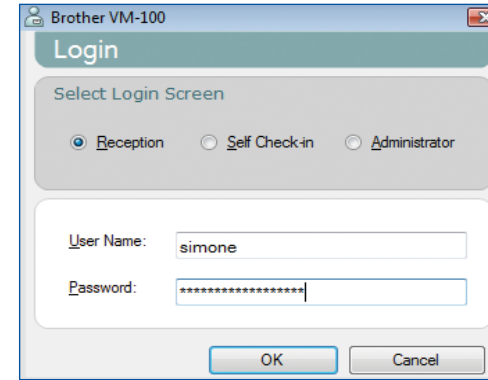 Brother VM-100
Login
Select Login Screen
Reception Self Check-in Administrator
User Name: simone
Password: ******************
OK Cancel